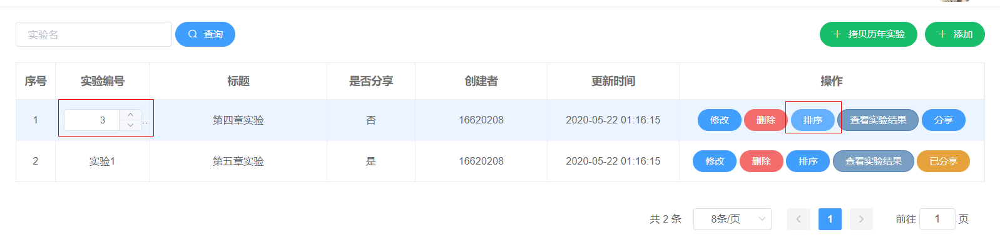 实验名 查询 拷贝历年实验 添加
序号 实验编号 标题 是否分享 创建者 更新时间 操作
1 3 ... 第四章实验 否 16620208 2020-05-22 01:16:15 修改 删除 排序 查看实验结果 分享
2 实验1 第五章实验 是 16620208 2020-05-22 01:16:15 修改 删除 排序 查看实验结果 已分享
共 2 条 8条/页 1 前往 1 页